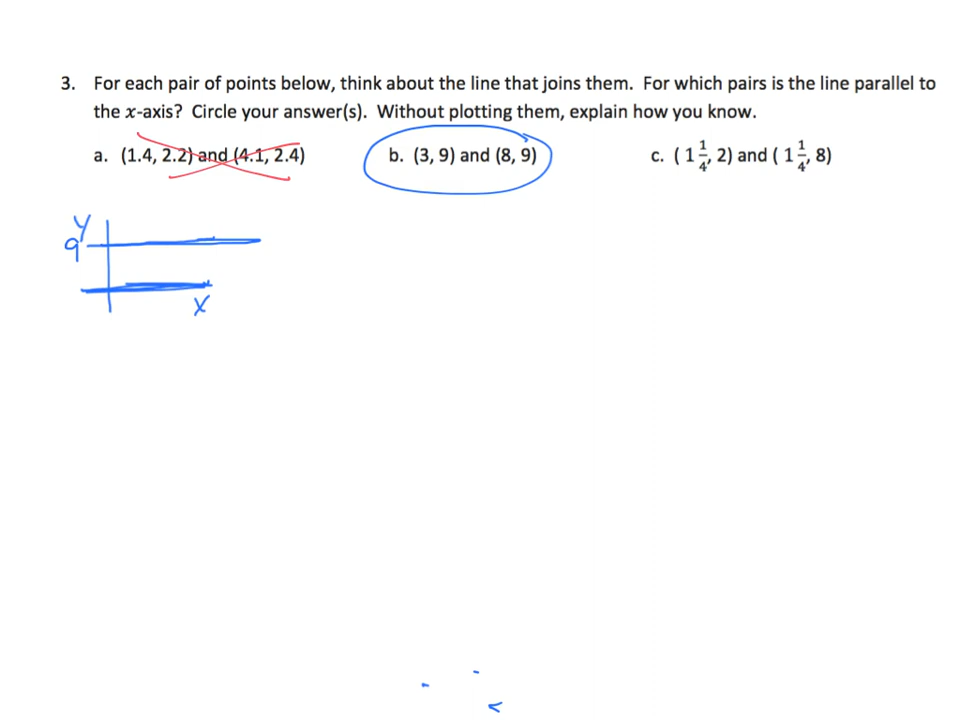 3. For each pair of points below, think about the line that joins them. For which pairs is the line parallel to
the x-axis? Circle your answer(s). Without plotting them, explain how you know.
a. (1.4, 2.2) and (4.1, 2.4) b. (3, 9) and (8, 9) c. (1 1/4, 2) and (1 1/4, 8)
y
9
x